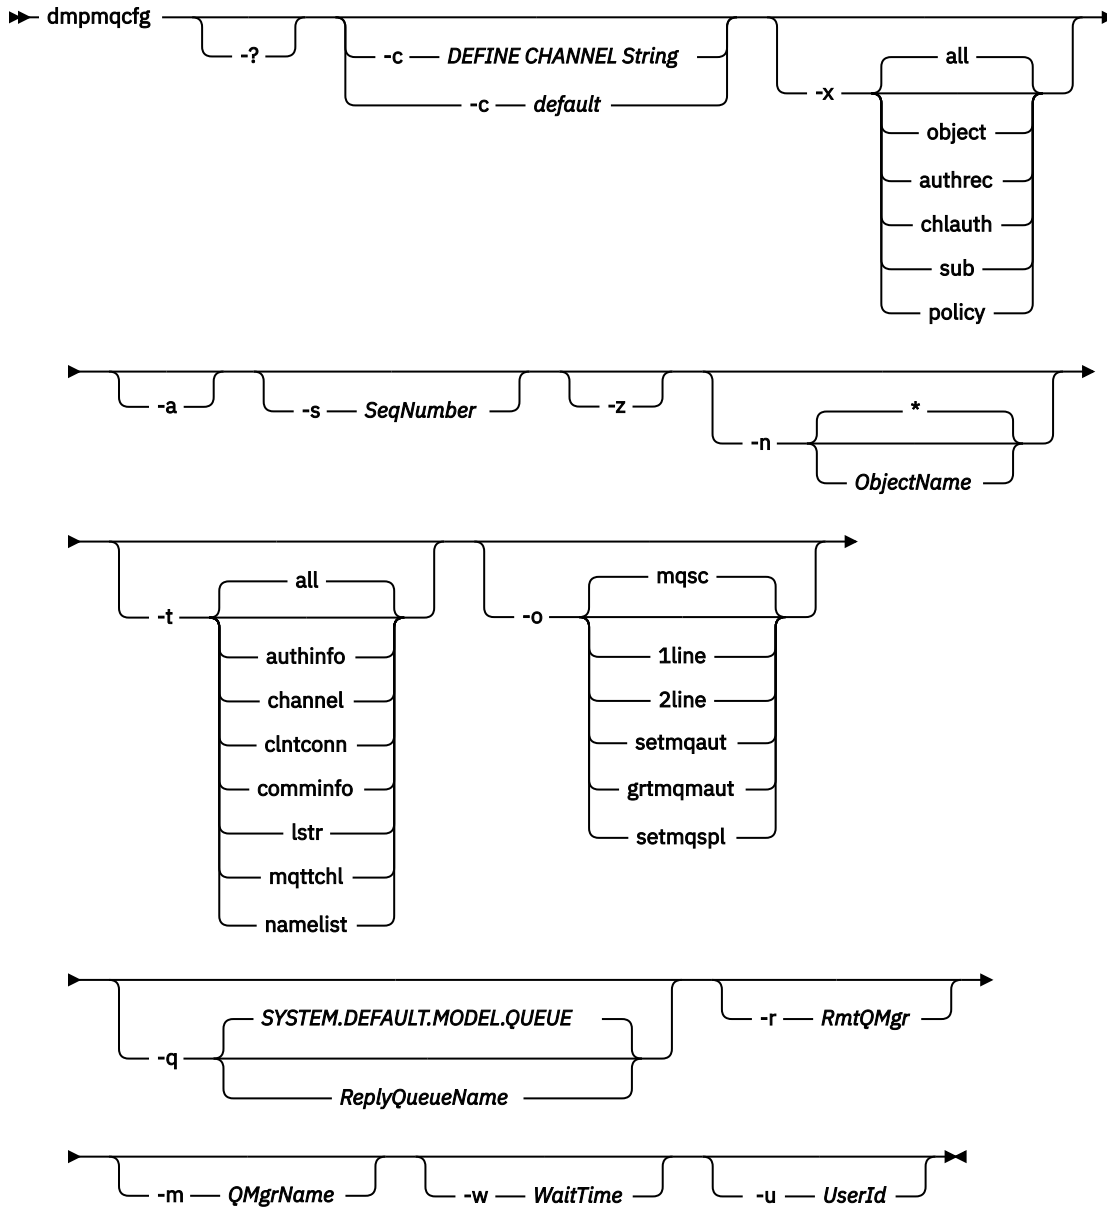 dmpmqcfg
-?
-c DEFINE CHANNEL String
-c default
-x
all
object
authrec
chlauth
sub
policy
-a
-s SeqNumber
-z
-n
*
ObjectName
-t
all
authinfo
channel
clntconn
comminfo
lstr
mqttchl
namelist
-o
mqsc
1line
2line
setmqaut
grtmqmaut
setmqspl
-q
SYSTEM.DEFAULT.MODEL.QUEUE
ReplyQueueName
-r RmtQMgr
-m QMgrName
-w WaitTime
-u UserId